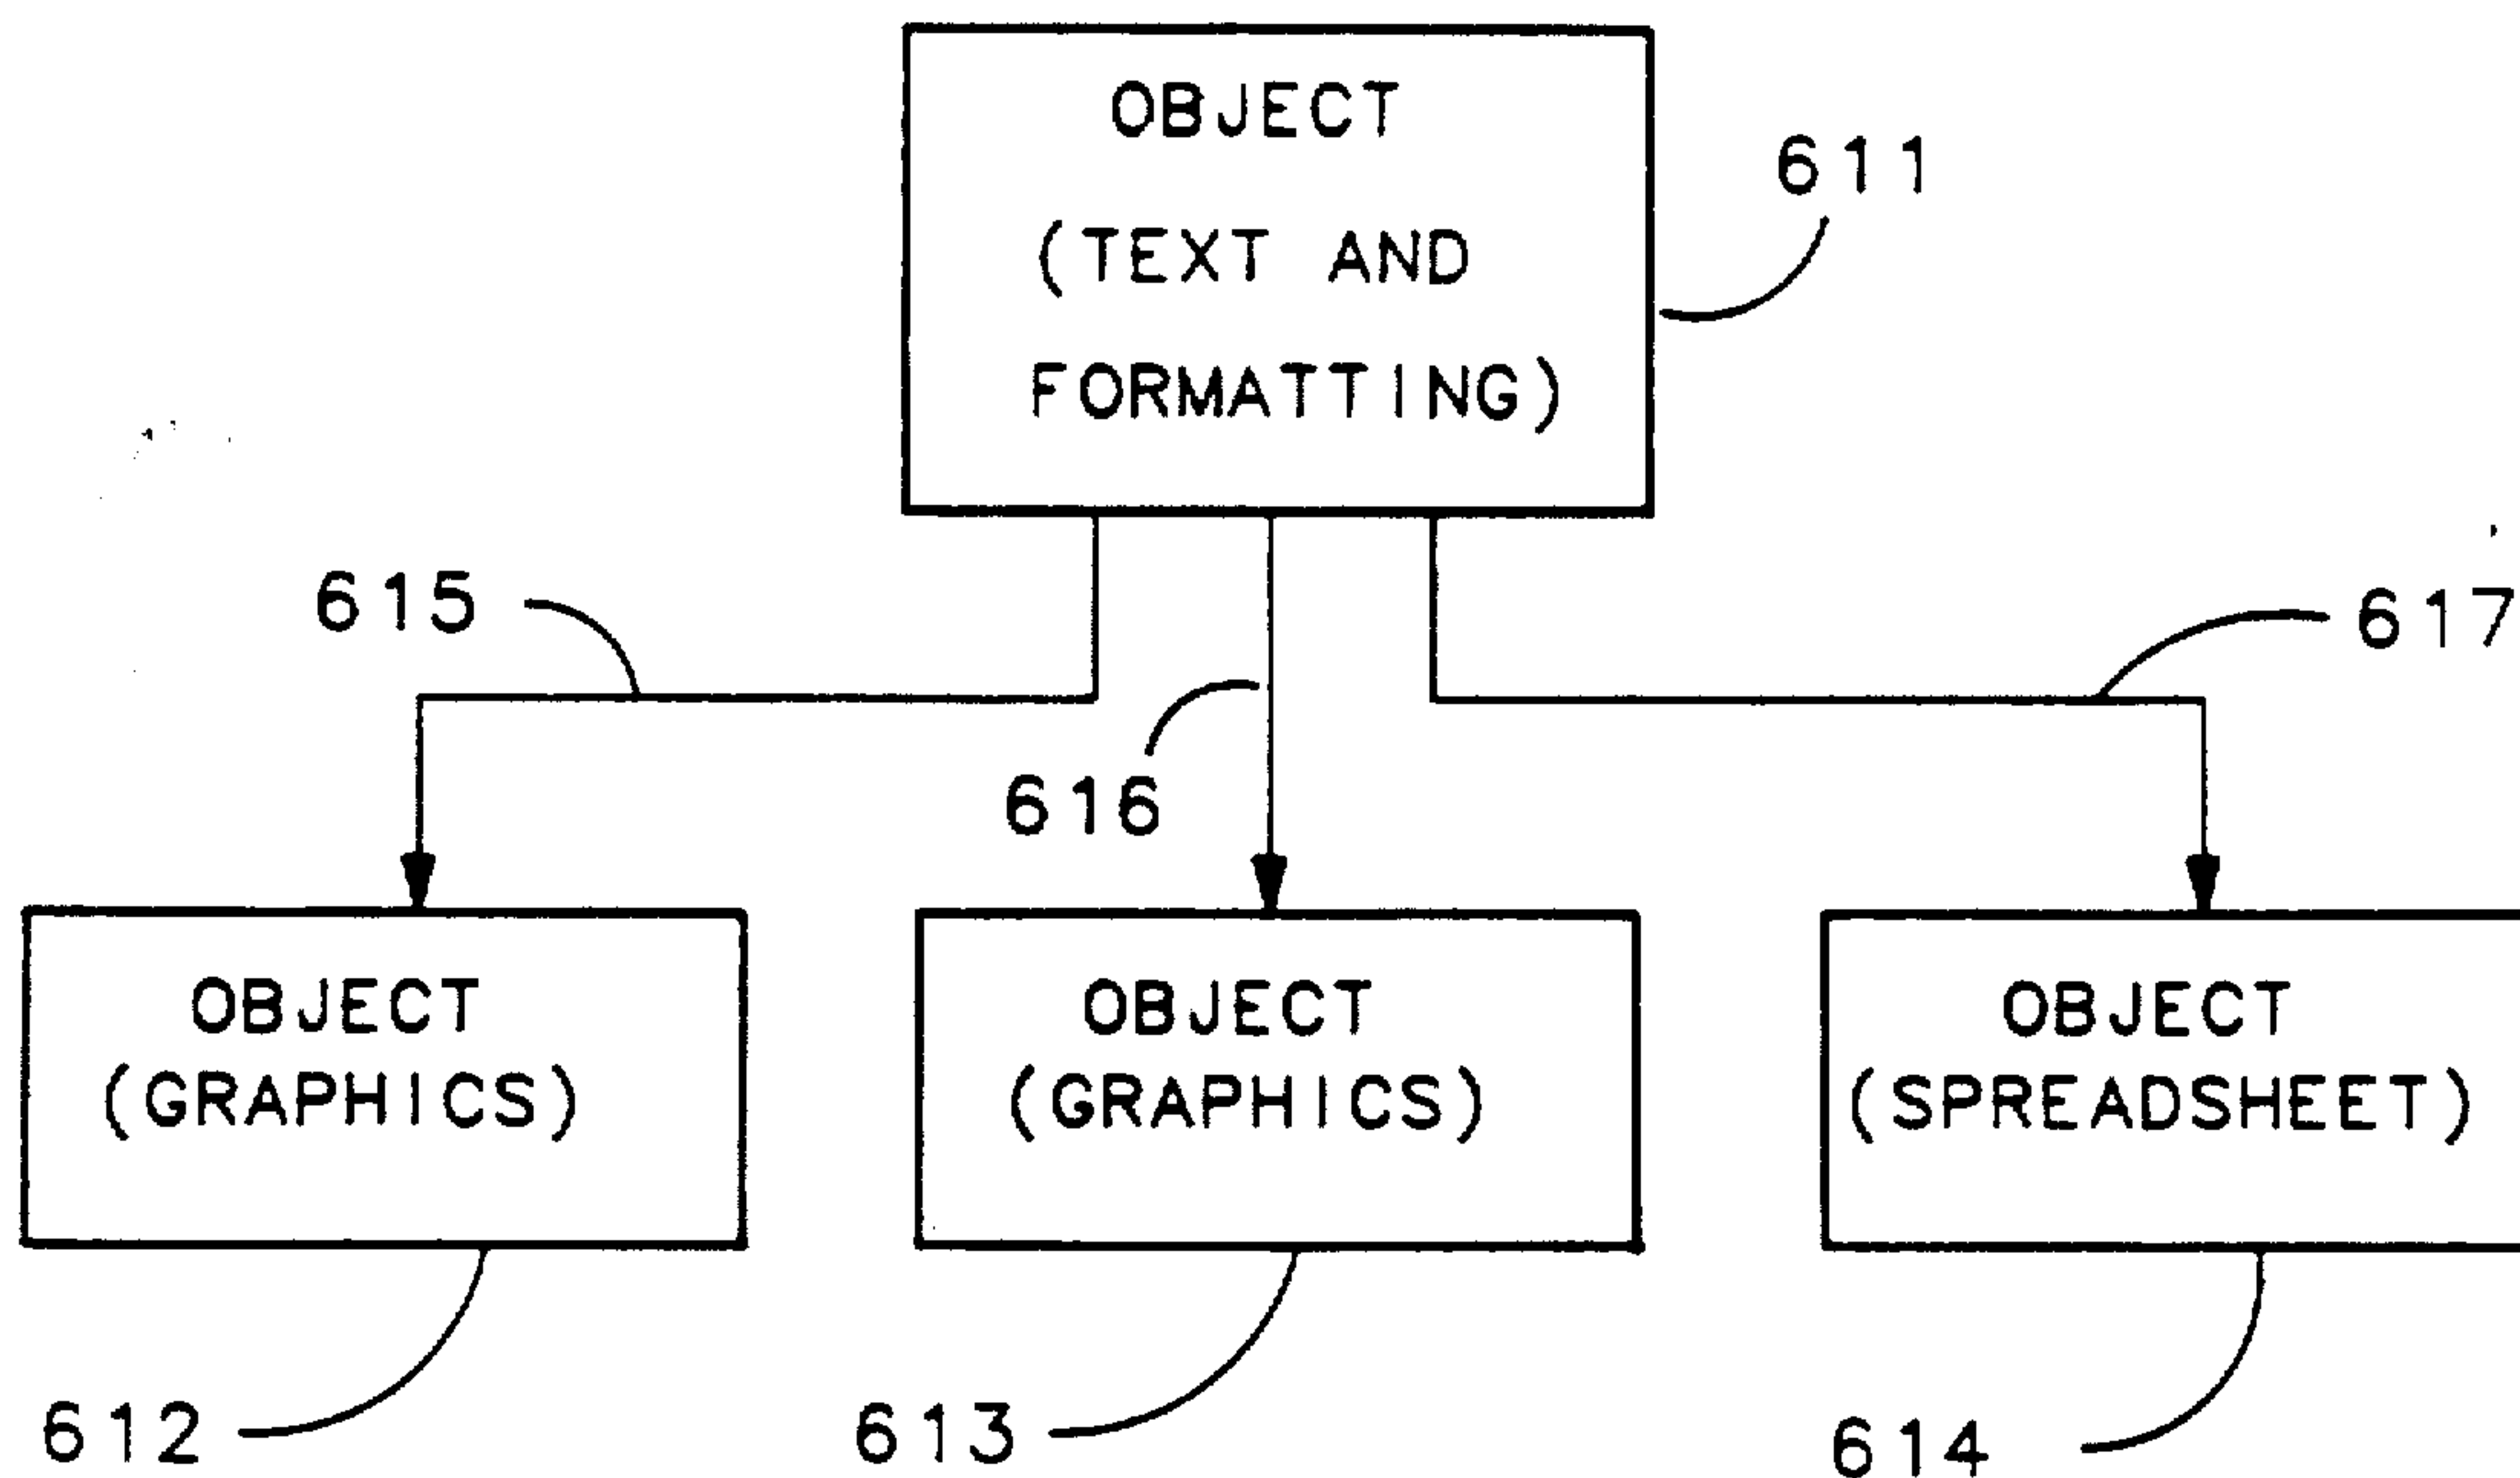 OBJECT
(TEXT AND
FORMATTING)
611
615
617
616
OBJECT
(GRAPHICS)
OBJECT
(GRAPHICS)
OBJECT
(SPREADSHEET)
612
613
614